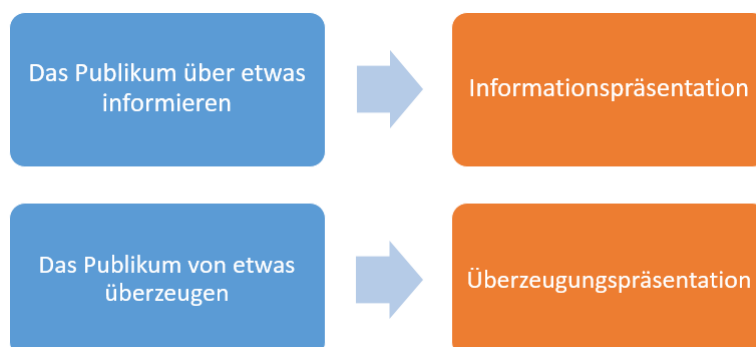 Das Publikum über etwas
informieren
Informationspräsentation
Das Publikum von etwas
überzeugen
Überzeugungspräsentation